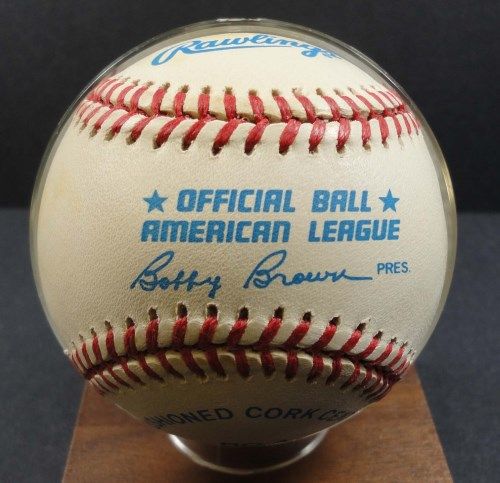 Rawlings
★ OFFICIAL BALL ★
AMERICAN LEAGUE
Bobby Brown PRES.
CORK